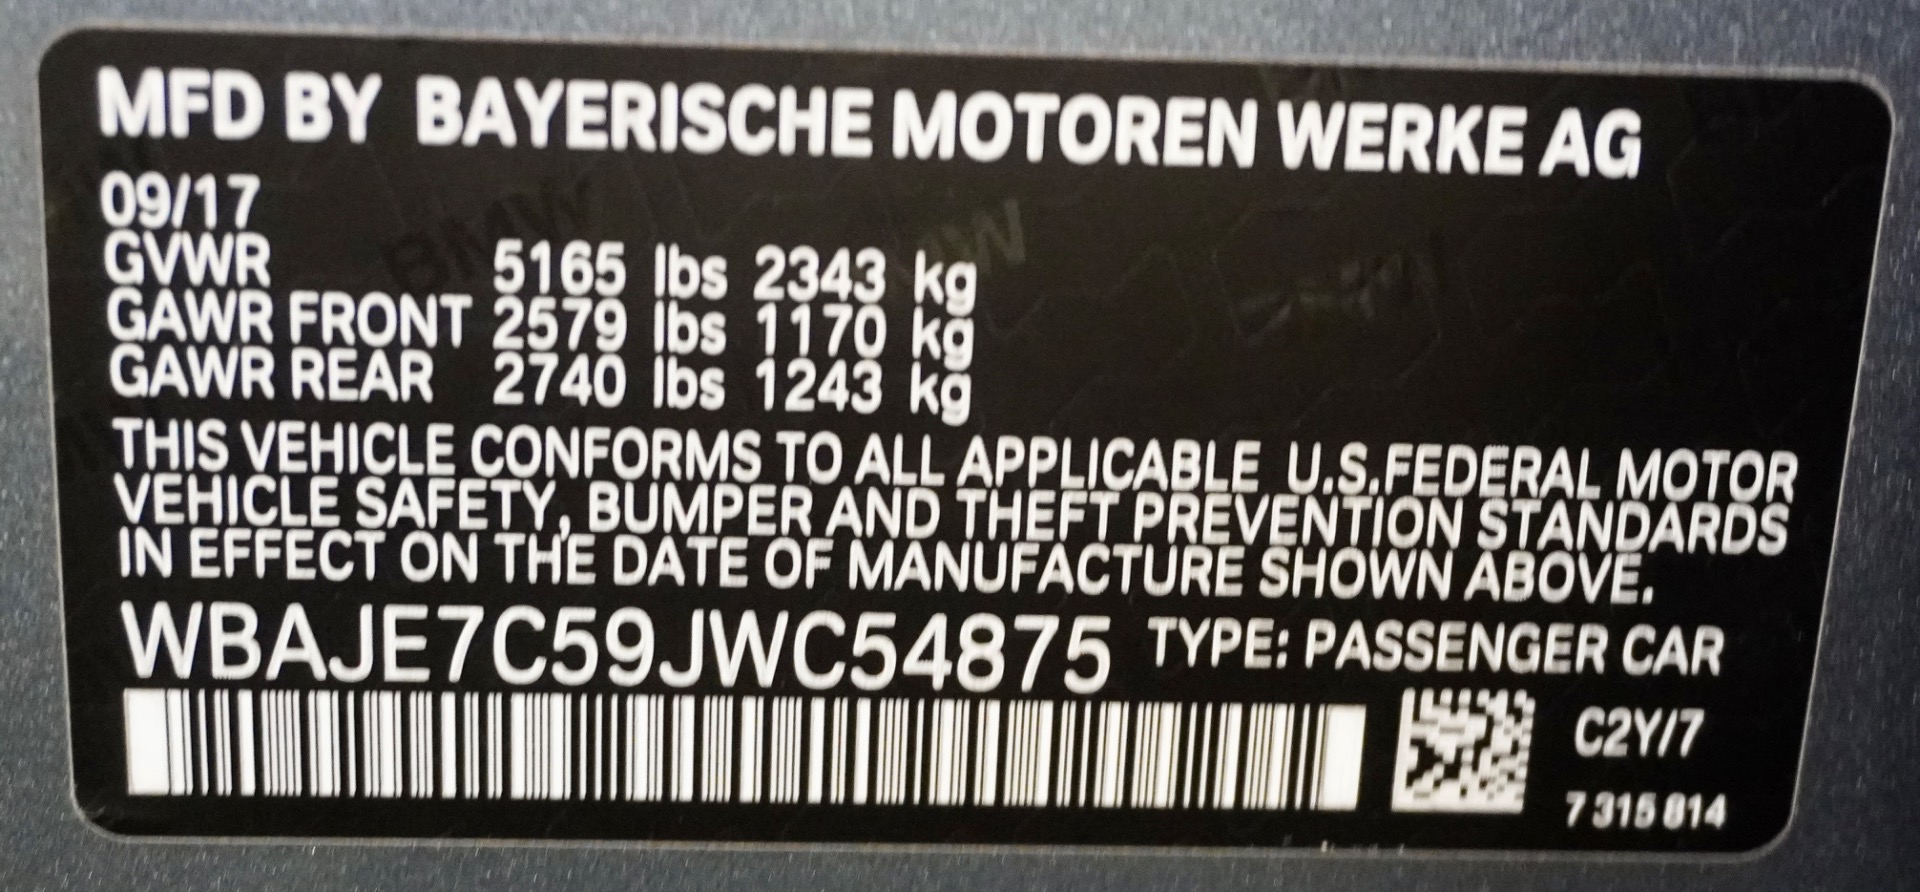 MFD BY BAYERISCHE MOTOREN WERKE AG
09/17
GVWR 5165 lbs 2343 kg
GAWR FRONT 2579 lbs 1170 kg
GAWR REAR 2740 lbs 1243 kg
THIS VEHICLE CONFORMS TO ALL APPLICABLE U.S.FEDERAL MOTOR
VEHICLE SAFETY, BUMPER AND THEFT PREVENTION STANDARDS
IN EFFECT ON THE DATE OF MANUFACTURE SHOWN ABOVE.
WBAJE7C59JWC54875 TYPE: PASSENGER CAR
C2Y/7
7 315 814
BMW